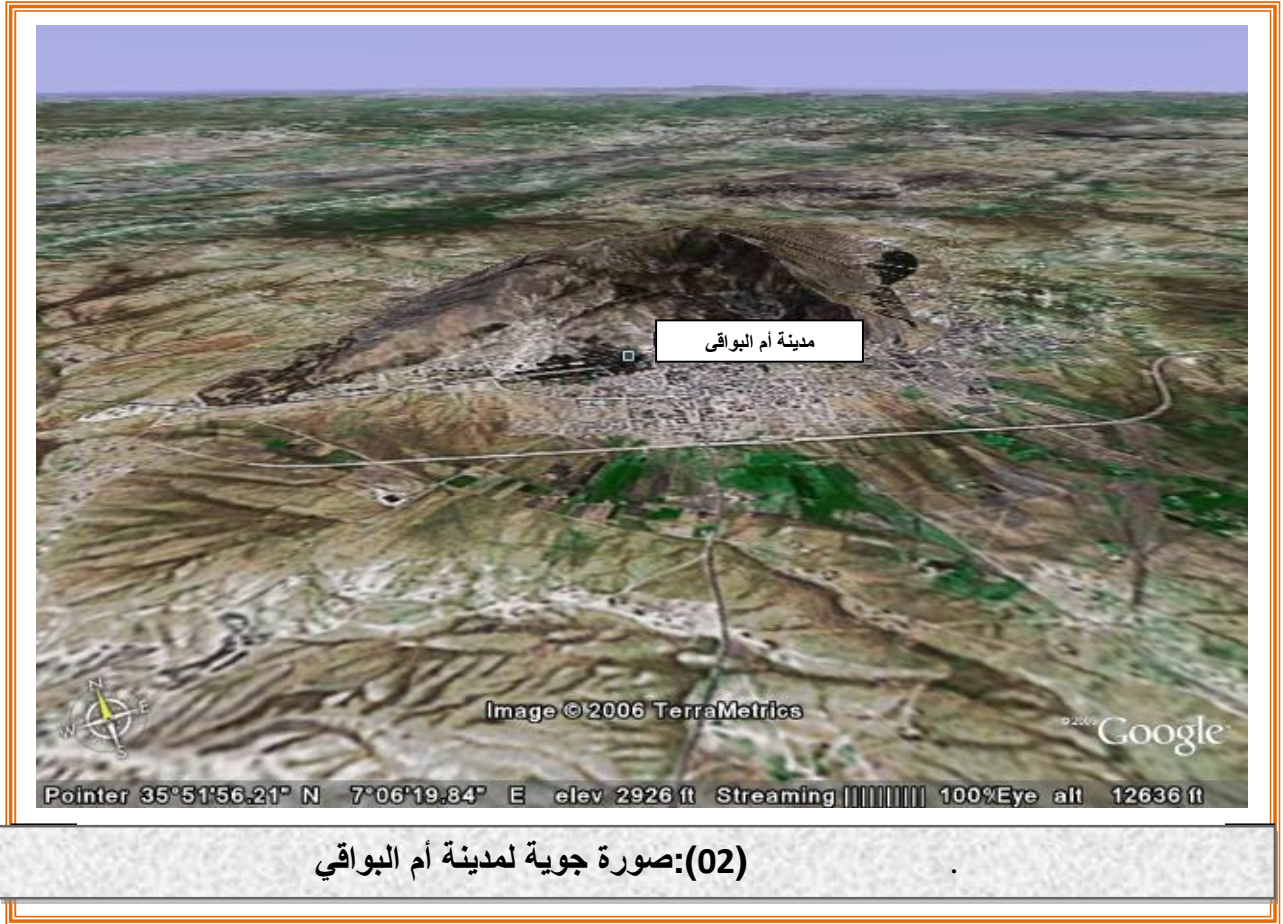 مدينة أم البواقى
N
E
W
S
Image © 2006 TerraMetrics
Google
Pointer 35°51'56.21" N 7°06'19.84" E elev 2926 ft Streaming |||||||||| 100% Eye alt 12636 ft
(02):صورة جوية لمدينة أم البواقي .